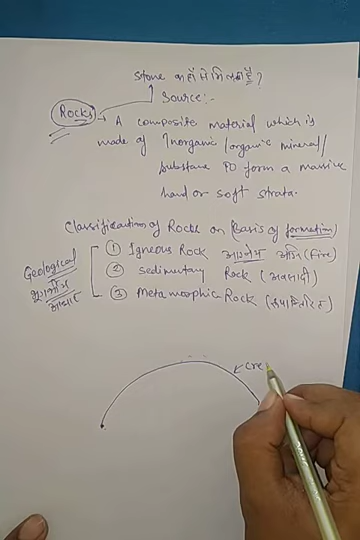 Stone कहाँ से मिलता है?
Source:-
Rocks → A composite material which is
made of Inorganic/organic mineral/
substance TO form a massive
hard or soft strata.
Classification of Rocks on (Basis of formation)
Geological
① Igneous Rock आग्नेय अग्नि (Fire)
② Sedimentary Rock (अवसादी)
③ Metamorphic Rock (रूपान्तरित)
cre